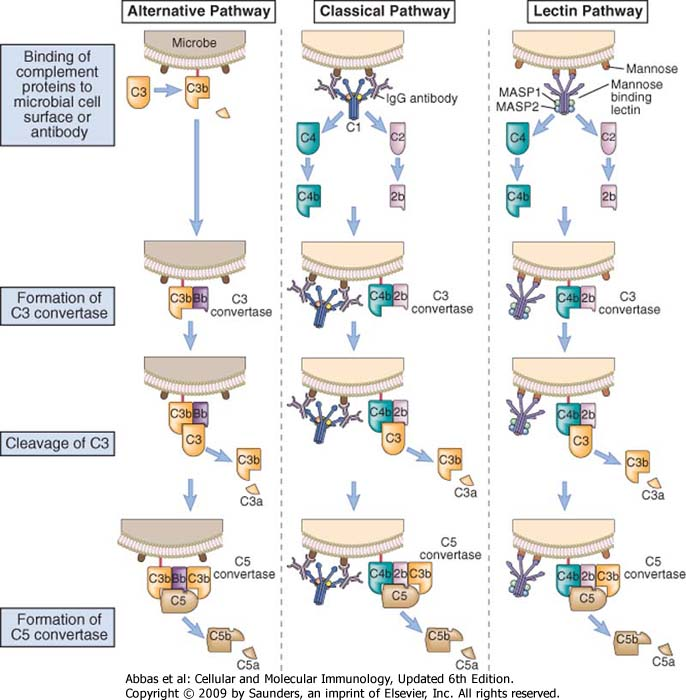 Alternative Pathway
Classical Pathway
Lectin Pathway
Binding of
complement
proteins to
microbial cell
surface or
antibody
Microbe
C3
C3b
IgG antibody
C1
C4
C2
C4b
2b
Mannose
MASP1
MASP2
Mannose
binding
lectin
C4
C2
C4b
2b
Formation of
C3 convertase
C3b
Bb
C3
convertase
C4b
2b
C3
convertase
C4b
2b
C3
convertase
Cleavage of C3
C3b
Bb
C3
C3b
C3a
C4b
2b
C3
C3b
C3a
C4b
2b
C3
C3b
C3a
Formation of
C5 convertase
C3b
Bb
C3b
C5
C5
convertase
C5b
C5a
C4b
2b
C3b
C5
C5
convertase
C5b
C5a
C4b
2b
C3b
C5
C5
convertase
C5b
C5a
Abbas et al: Cellular and Molecular Immunology, Updated 6th Edition.
Copyright © 2009 by Saunders, an imprint of Elsevier, Inc. All rights reserved.